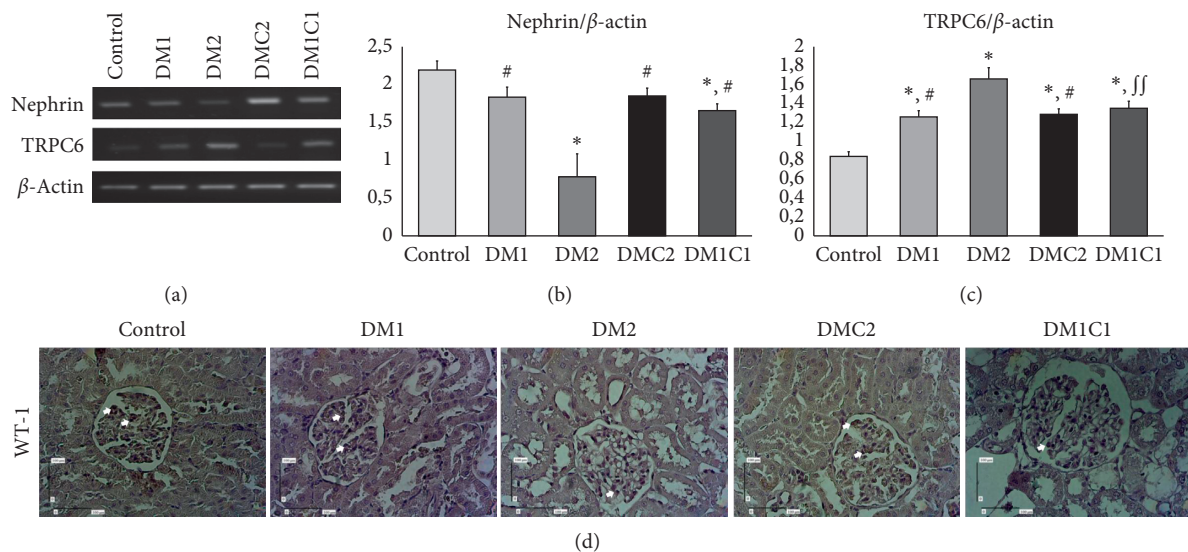 Control
DM1
DM2
DMC2
DM1C1
Nephrin
TRPC6
β-Actin
(a)
Nephrin/β-actin
2,5
2
1,5
1
0,5
0
#
*
#
*, #
Control DM1 DM2 DMC2 DM1C1
(b)
TRPC6/β-actin
2
1,8
1,6
1,4
1,2
1
0,8
0,6
0,4
0,2
0
*, #
*
*, #
*, ∫∫
Control DM1 DM2 DMC2 DM1C1
(c)
Control DM1 DM2 DMC2 DM1C1
WT-1
(d)